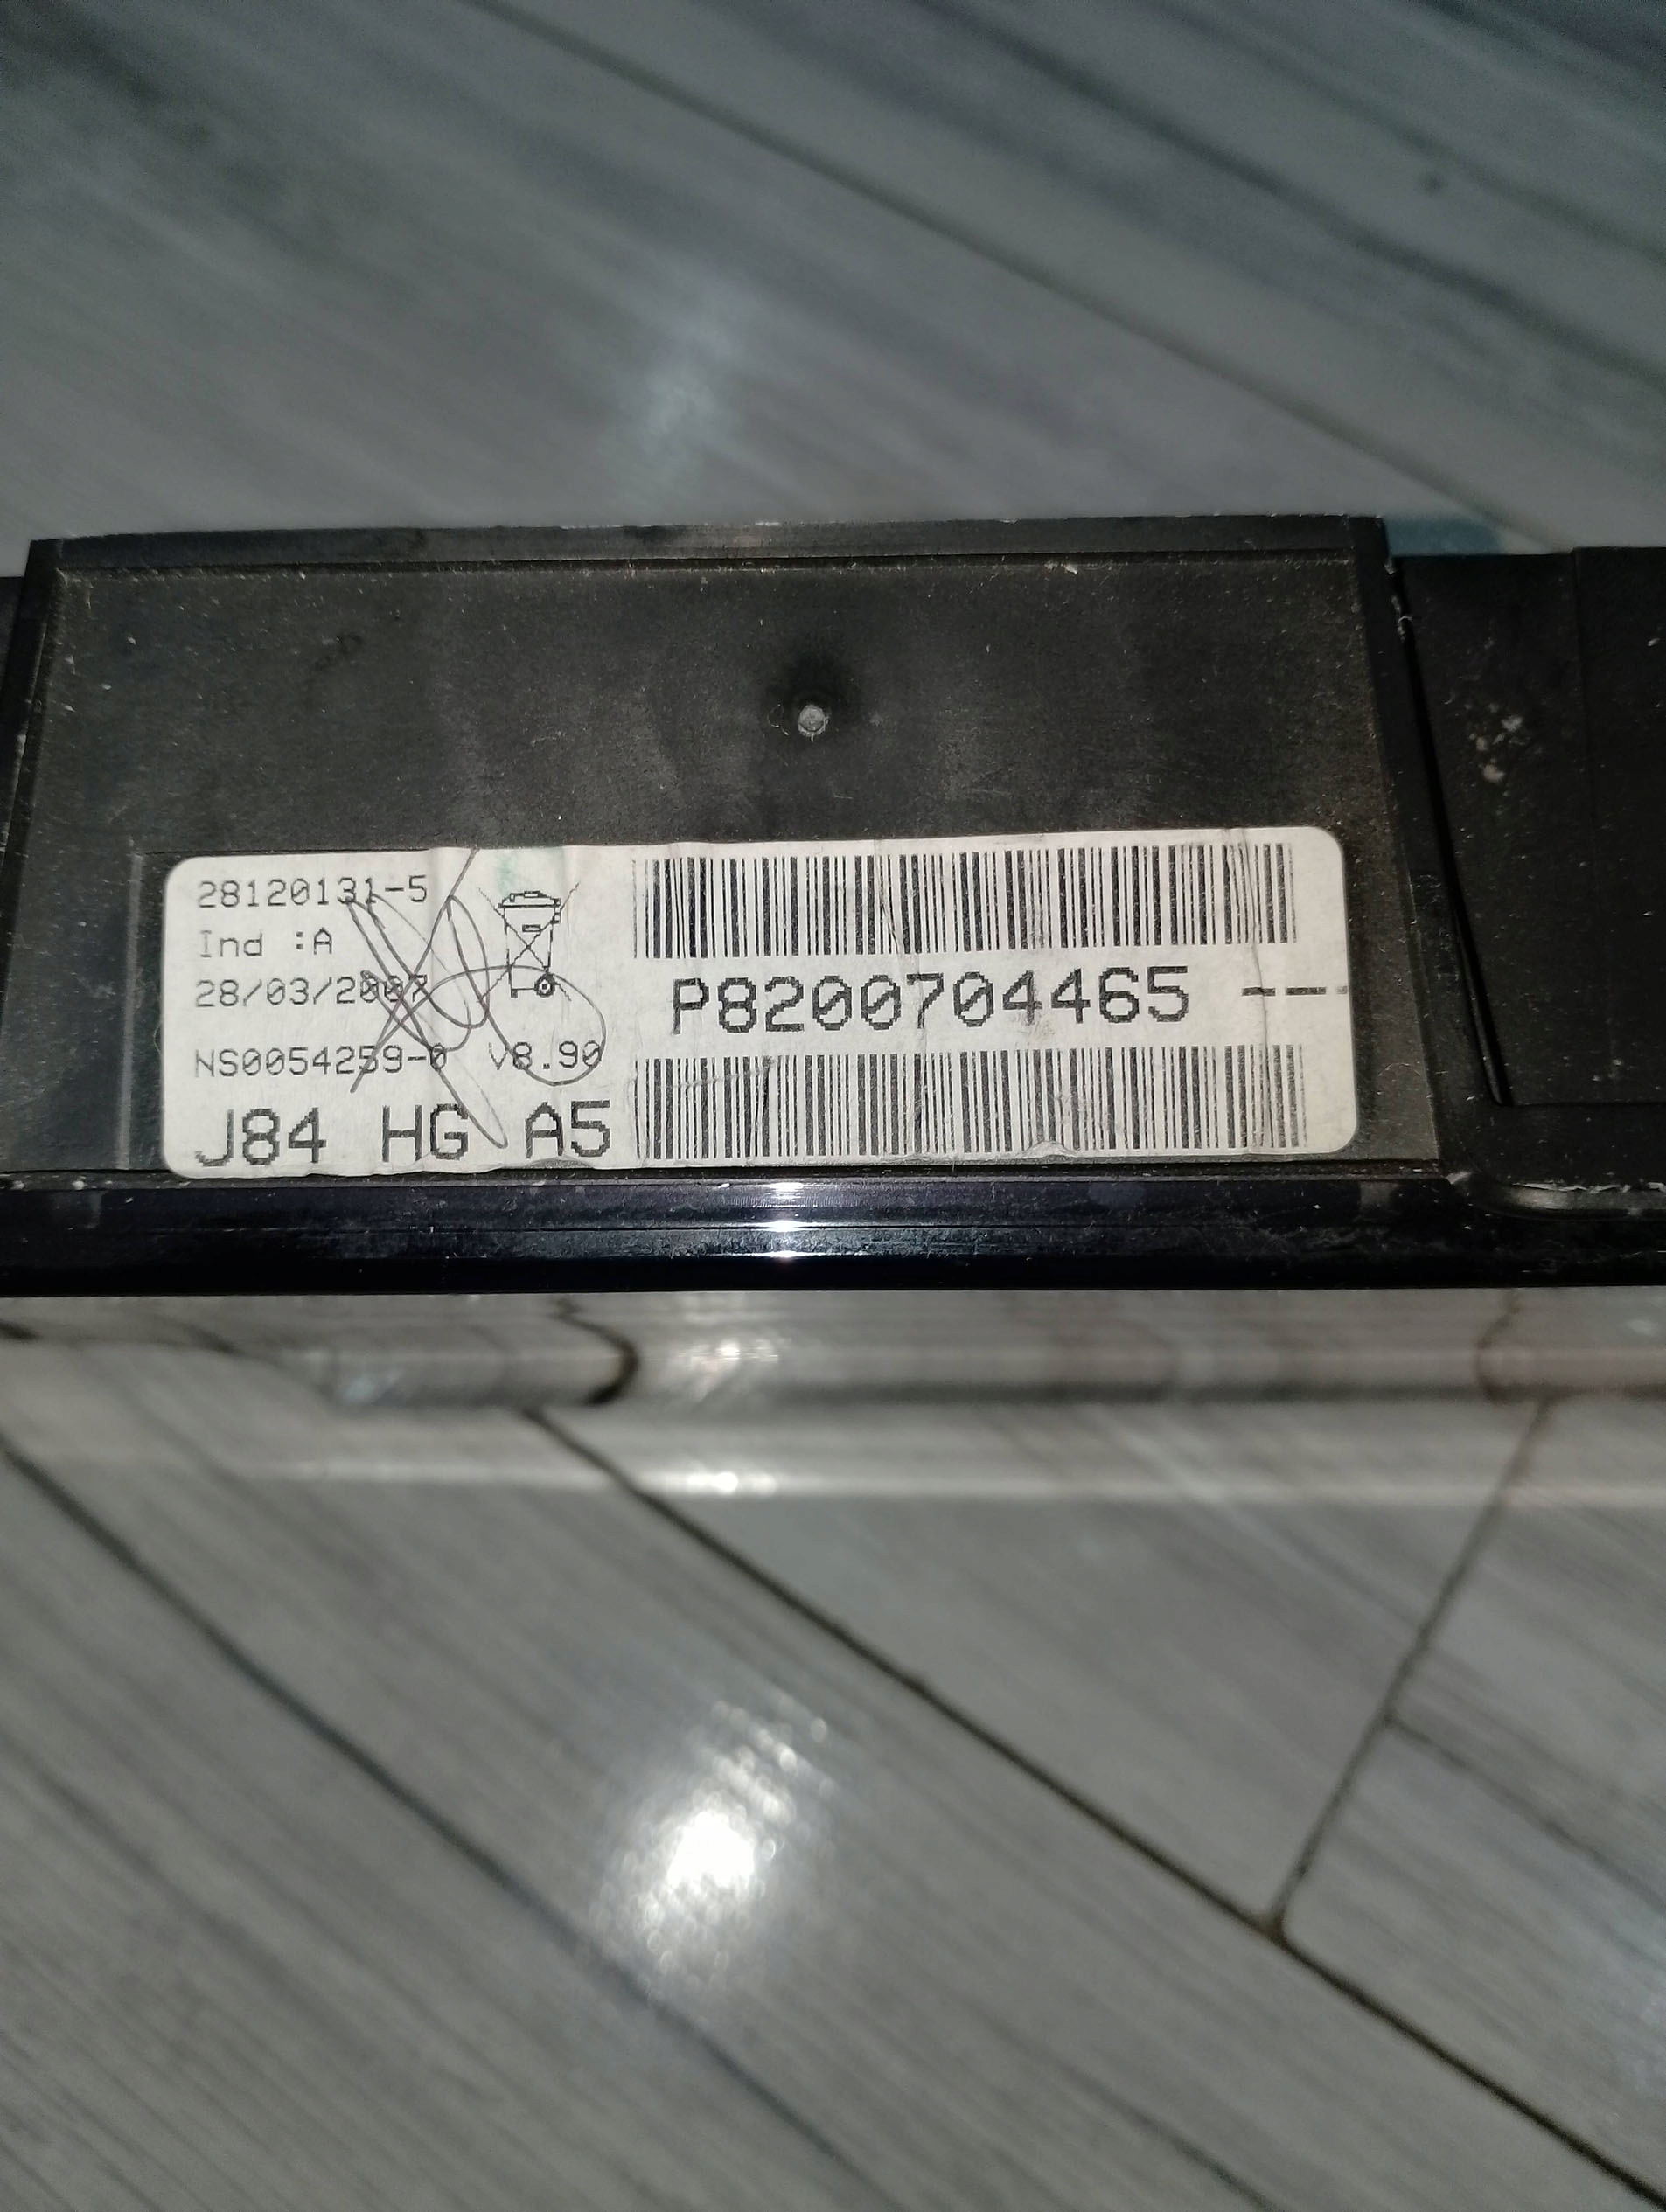 28120131-5
Ind :A
28/03/2007
NS0054259-0 V8.90
J84 HG A5
P8200704465 ---